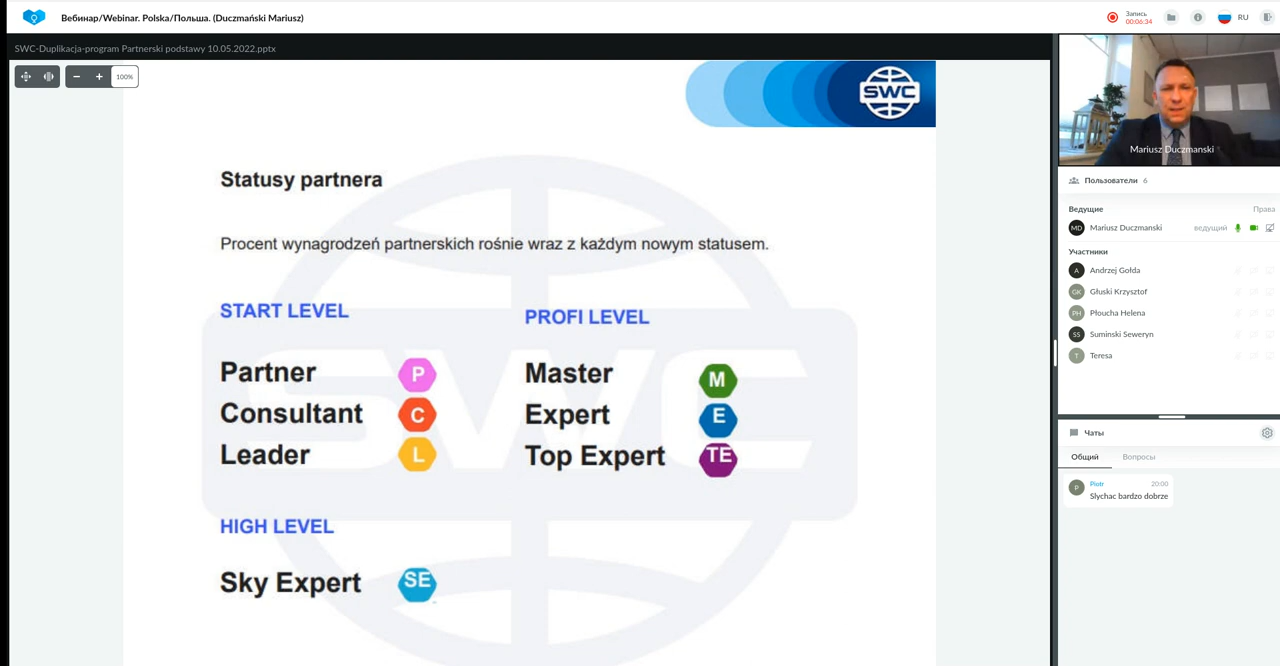 Вебинар/Webinar. Polska/Польша. (Duczmański Mariusz)
Запись
00:06:34
RU
SWC-Duplikacja-program Partnerski podstawy 10.05.2022.pptx
100%
SWC
Statusy partnera
Procent wynagrodzeń partnerskich rośnie wraz z każdym nowym statusem.
START LEVEL
Partner P
Consultant C
Leader L
PROFI LEVEL
Master M
Expert E
Top Expert TE
HIGH LEVEL
Sky Expert SE
Mariusz Duczmanski
Пользователи 6
Ведущие Права
MD Mariusz Duczmanski ведущий
Участники
A Andrzej Gołda
GK Głuski Krzysztof
PH Płoucha Helena
SS Suminski Seweryn
T Teresa
Чаты
Общий Вопросы
P Piotr 20:00
Slychac bardzo dobrze